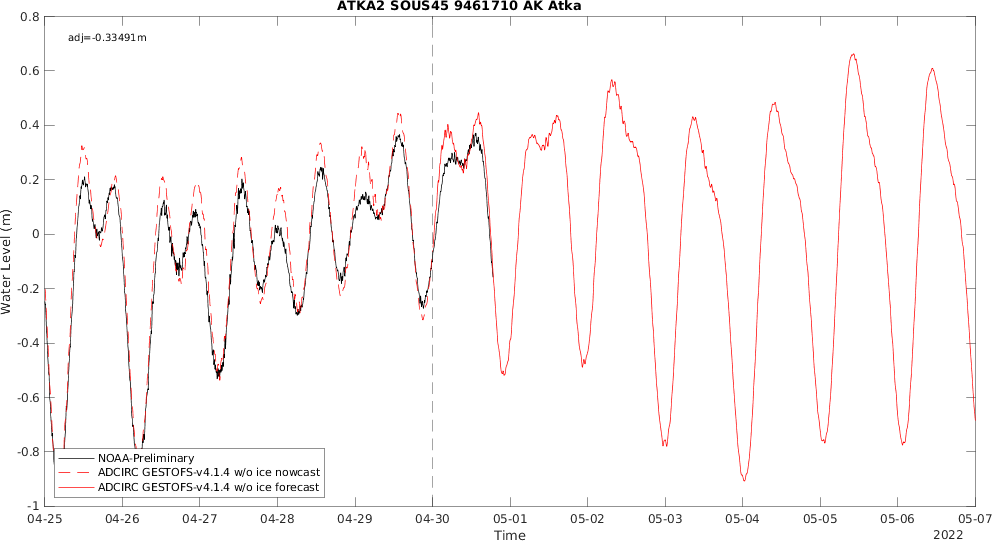 ATKA2 SOUS45 9461710 AK Atka
adj=-0.33491m
0.8
0.6
0.4
0.2
0
-0.2
-0.4
-0.6
-0.8
-1
Water Level (m)
NOAA-Preliminary
ADCIRC GESTOFS-v4.1.4 w/o ice nowcast
ADCIRC GESTOFS-v4.1.4 w/o ice forecast
04-25 04-26 04-27 04-28 04-29 04-30 05-01 05-02 05-03 05-04 05-05 05-06 05-07
Time
2022